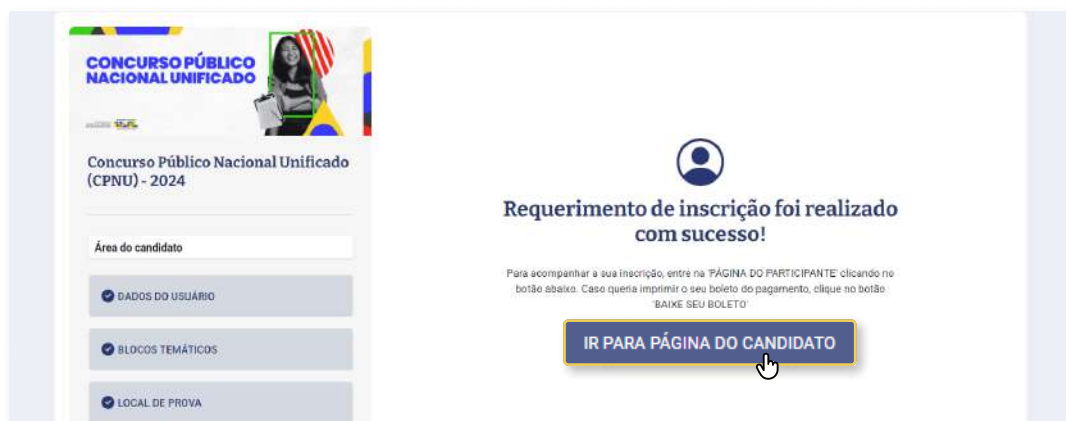 CONCURSO PÚBLICO
NACIONAL UNIFICADO
Concurso Público Nacional Unificado
(CPNU) - 2024
Área do candidato
DADOS DO USUÁRIO
BLOCOS TEMÁTICOS
LOCAL DE PROVA
Requerimento de inscrição foi realizado
com sucesso!
Para acompanhar a sua inscrição, entre na 'PÁGINA DO PARTICIPANTE' clicando no
botão abaixo. Caso queria imprimir o seu boleto do pagamento, clique no botão
'BAIXE SEU BOLETO'
IR PARA PÁGINA DO CANDIDATO